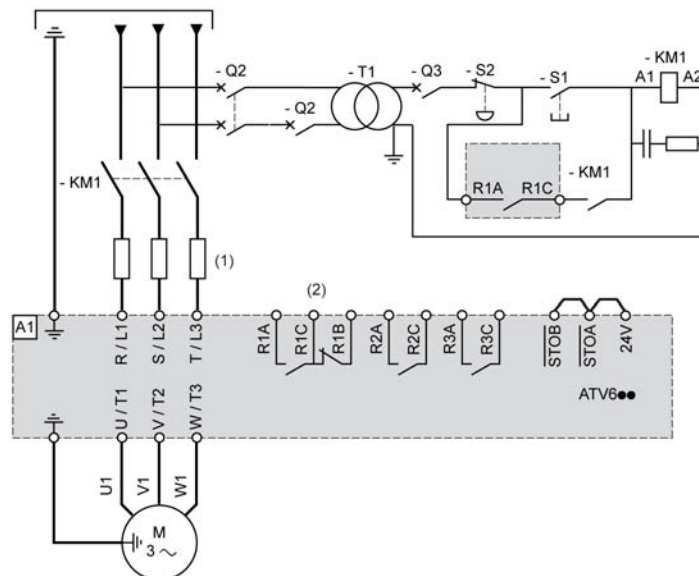 - Q2
- T1
- Q3
- S2
- S1
- KM1
A1
A2
- Q2
- KM1
R1A
R1C
- KM1
(1)
(2)
A1
R / L1
S / L2
T / L3
R1A
R1C
R1B
R2A
R2C
R3A
R3C
STOB
STOA
24V
ATV6●●
U / T1
V / T2
W / T3
U1
V1
W1
M
3 ~